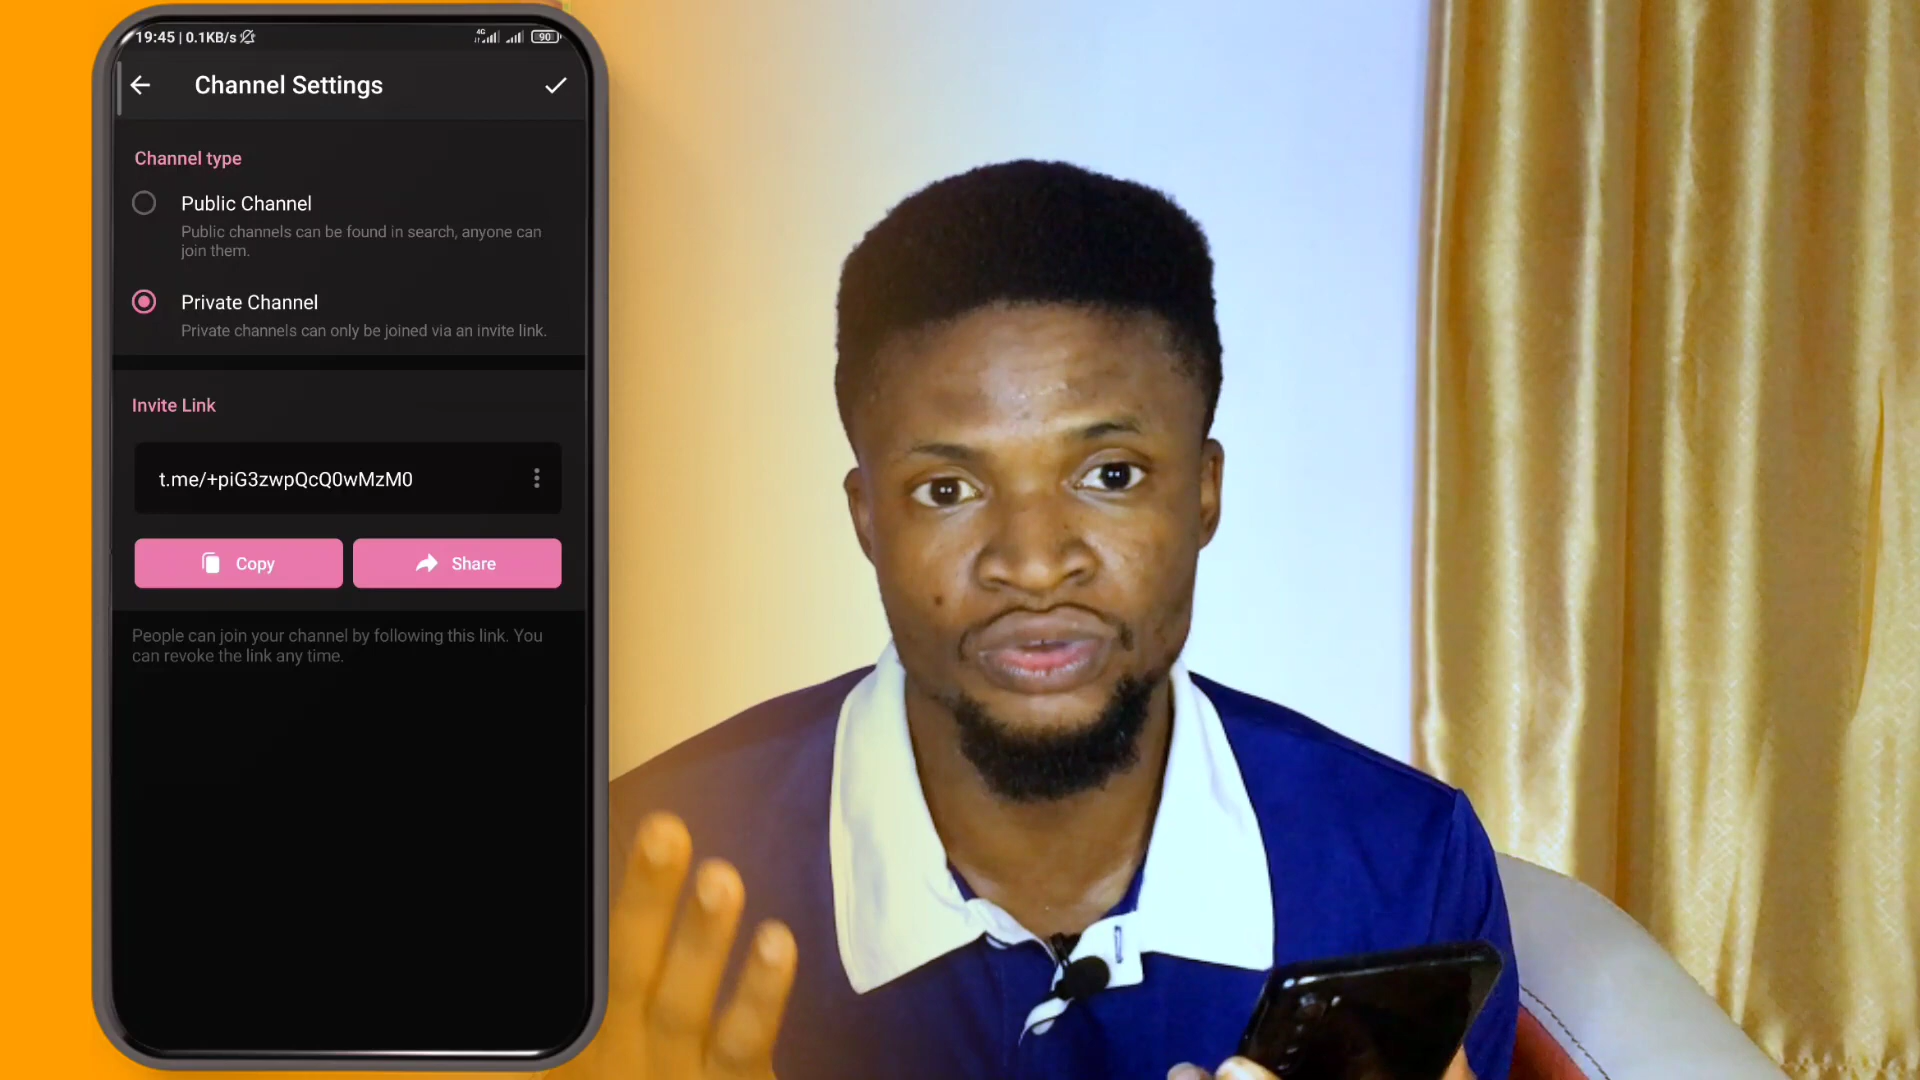 19:45 | 0.1KB/s
4G
90
Channel Settings
Channel type
Public Channel
Public channels can be found in search, anyone can
join them.
Private Channel
Private channels can only be joined via an invite link.
Invite Link
t.me/+piG3zwpQcQ0wMzM0
Copy
Share
People can join your channel by following this link. You
can revoke the link any time.